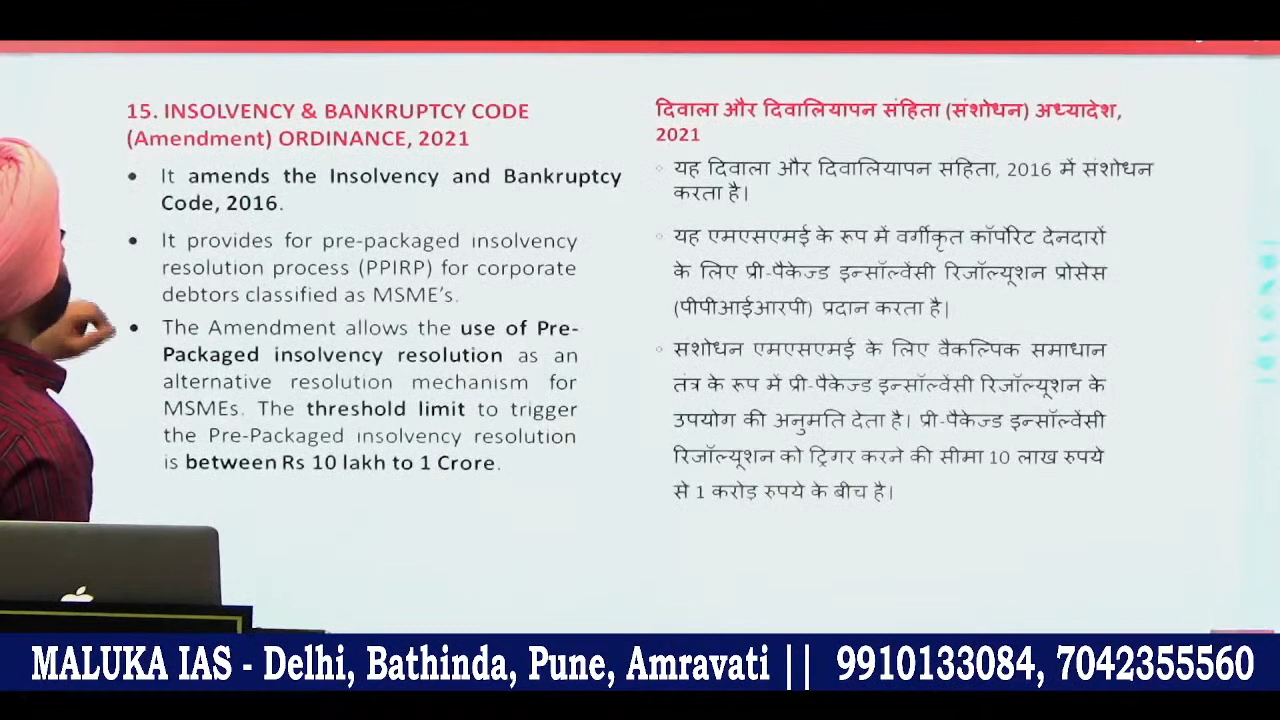 15. INSOLVENCY & BANKRUPTCY CODE
(Amendment) ORDINANCE, 2021
• It amends the Insolvency and Bankruptcy
Code, 2016.
• It provides for pre-packaged insolvency
resolution process (PPIRP) for corporate
debtors classified as MSME's.
• The Amendment allows the use of Pre-
Packaged insolvency resolution as an
alternative resolution mechanism for
MSMEs. The threshold limit to trigger
the Pre-Packaged insolvency resolution
is between Rs 10 lakh to 1 Crore.
दिवाला और दिवालियापन संहिता (संशोधन) अध्यादेश,
2021
यह दिवाला और दिवालियापन संहिता, 2016 में संशोधन
करता है।
यह एमएसएमई के रूप में वर्गीकृत कॉर्पोरेट देनदारों
के लिए प्री-पैकेज्ड इन्सॉल्वेंसी रिजॉल्यूशन प्रोसेस
(पीपीआईआरपी) प्रदान करता है।
संशोधन एमएसएमई के लिए वैकल्पिक समाधान
तंत्र के रूप में प्री-पैकेज्ड इन्सॉल्वेंसी रिजॉल्यूशन के
उपयोग की अनुमति देता है। प्री-पैकेज्ड इन्सॉल्वेंसी
रिजॉल्यूशन को ट्रिगर करने की सीमा 10 लाख रुपये
से 1 करोड़ रुपये के बीच है।
MALUKA IAS - Delhi, Bathinda, Pune, Amravati || 9910133084, 7042355560